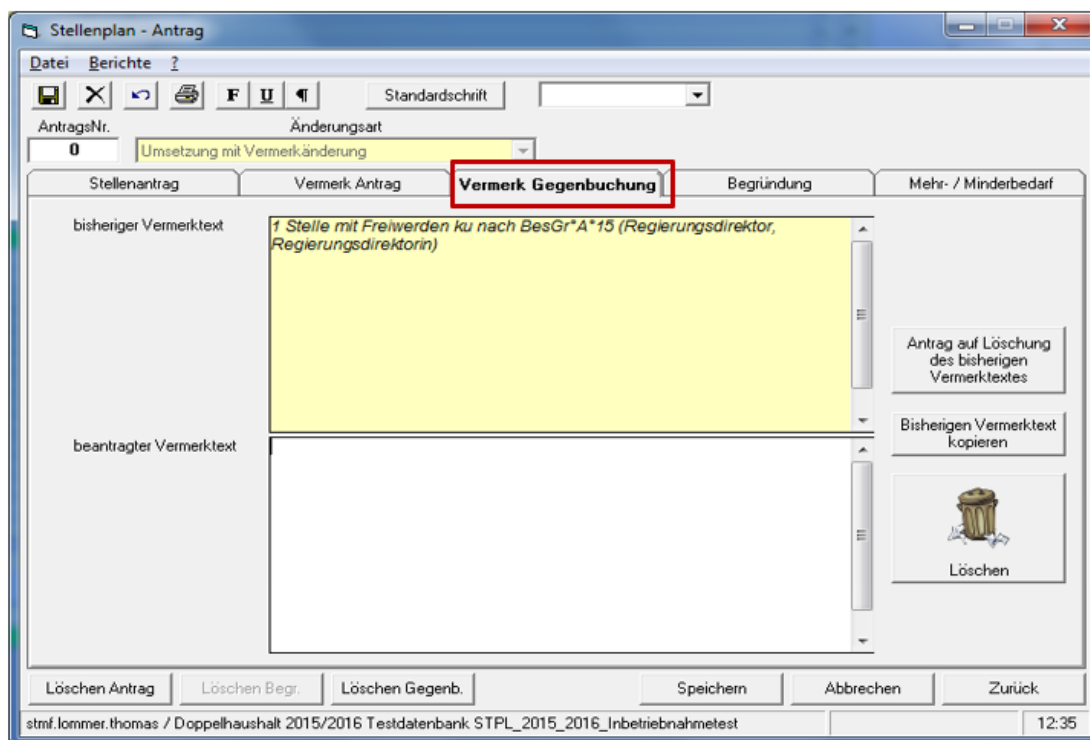 Stellenplan - Antrag
Datei Berichte ?
F U ¶ Standardschrift
AntragsNr. Änderungsart
0 Umsetzung mit Vermerkänderung
Stellenantrag Vermerk Antrag Vermerk Gegenbuchung Begründung Mehr- / Minderbedarf
bisheriger Vermerktext
1 Stelle mit Freiwerden ku nach BesGr*A*15 (Regierungsdirektor,
Regierungsdirektorin)
Antrag auf Löschung
des bisherigen
Vermerktextes
Bisherigen Vermerktext
kopieren
beantragter Vermerktext
Löschen
Löschen Antrag Löschen Begr. Löschen Gegenb. Speichern Abbrechen Zurück
stmf.lommer.thomas / Doppelhaushalt 2015/2016 Testdatenbank STPL_2015_2016_Inbetriebnahmetest 12:35